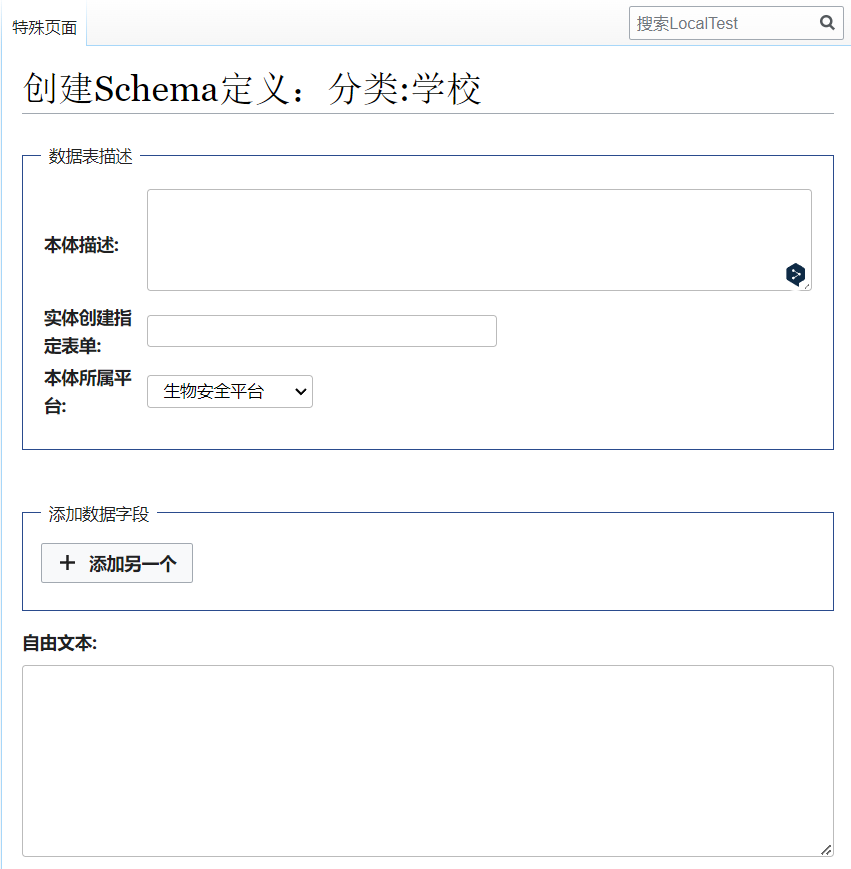 特殊页面
搜索LocalTest
创建Schema定义：分类:学校
数据表描述
本体描述:
实体创建指
定表单:
本体所属平
台:
生物安全平台
添加数据字段
添加另一个
自由文本: